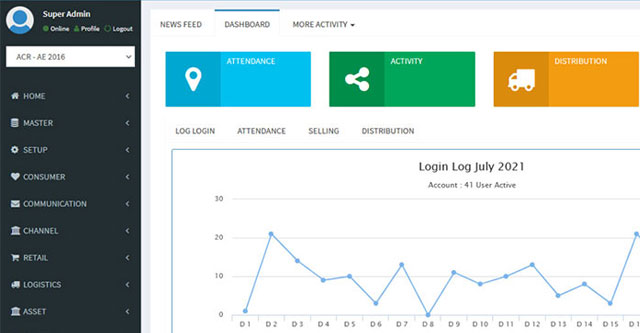 Super Admin
Online Profile Logout
ACR - AE 2016
HOME
MASTER
SETUP
CONSUMER
COMMUNICATION
CHANNEL
RETAIL
LOGISTICS
ASSET
NEWS FEED DASHBOARD MORE ACTIVITY
ATTENDANCE ACTIVITY DISTRIBUTION
LOG LOGIN ATTENDANCE SELLING DISTRIBUTION
Login Log July 2021
Account : 41 User Active
30
20
10
0
D 1 D 2 D 3 D 4 D 5 D 6 D 7 D 8 D 9 D 10 D 11 D 12 D 13 D 14 D 15 D 1